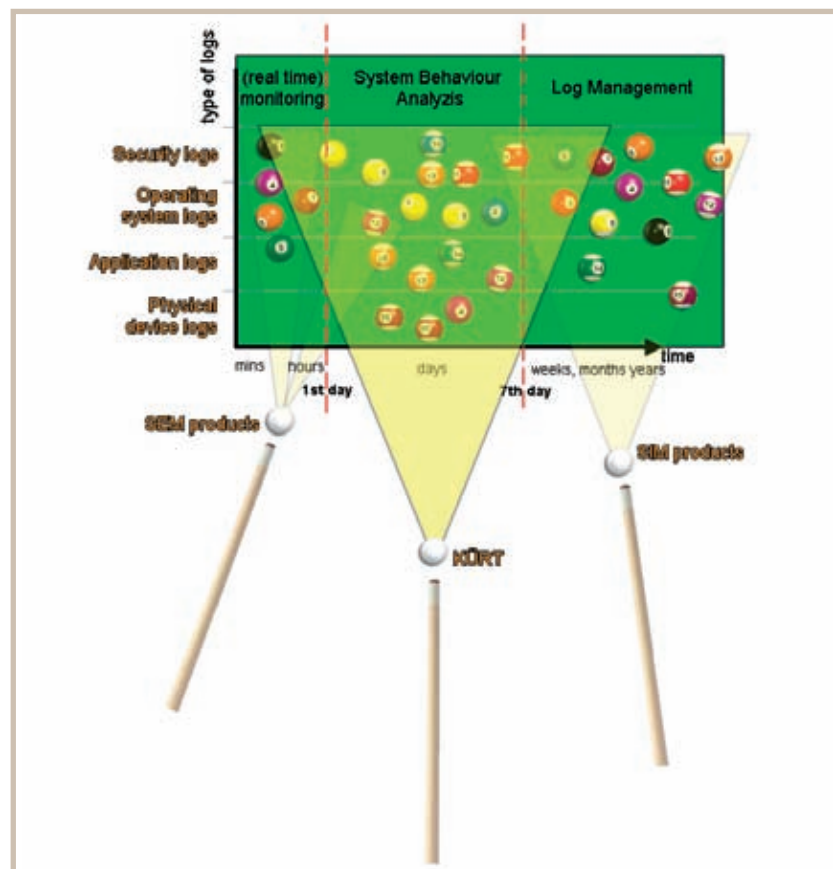 type of logs
(real time)
monitoring
System Behaviour
Analyzis
Log Management
Security logs
Operating
system logs
Application logs
Physical
device logs
time
mins
hours
days
weeks, months years
1st day
7th day
SEM products
SIM products
KÜRT